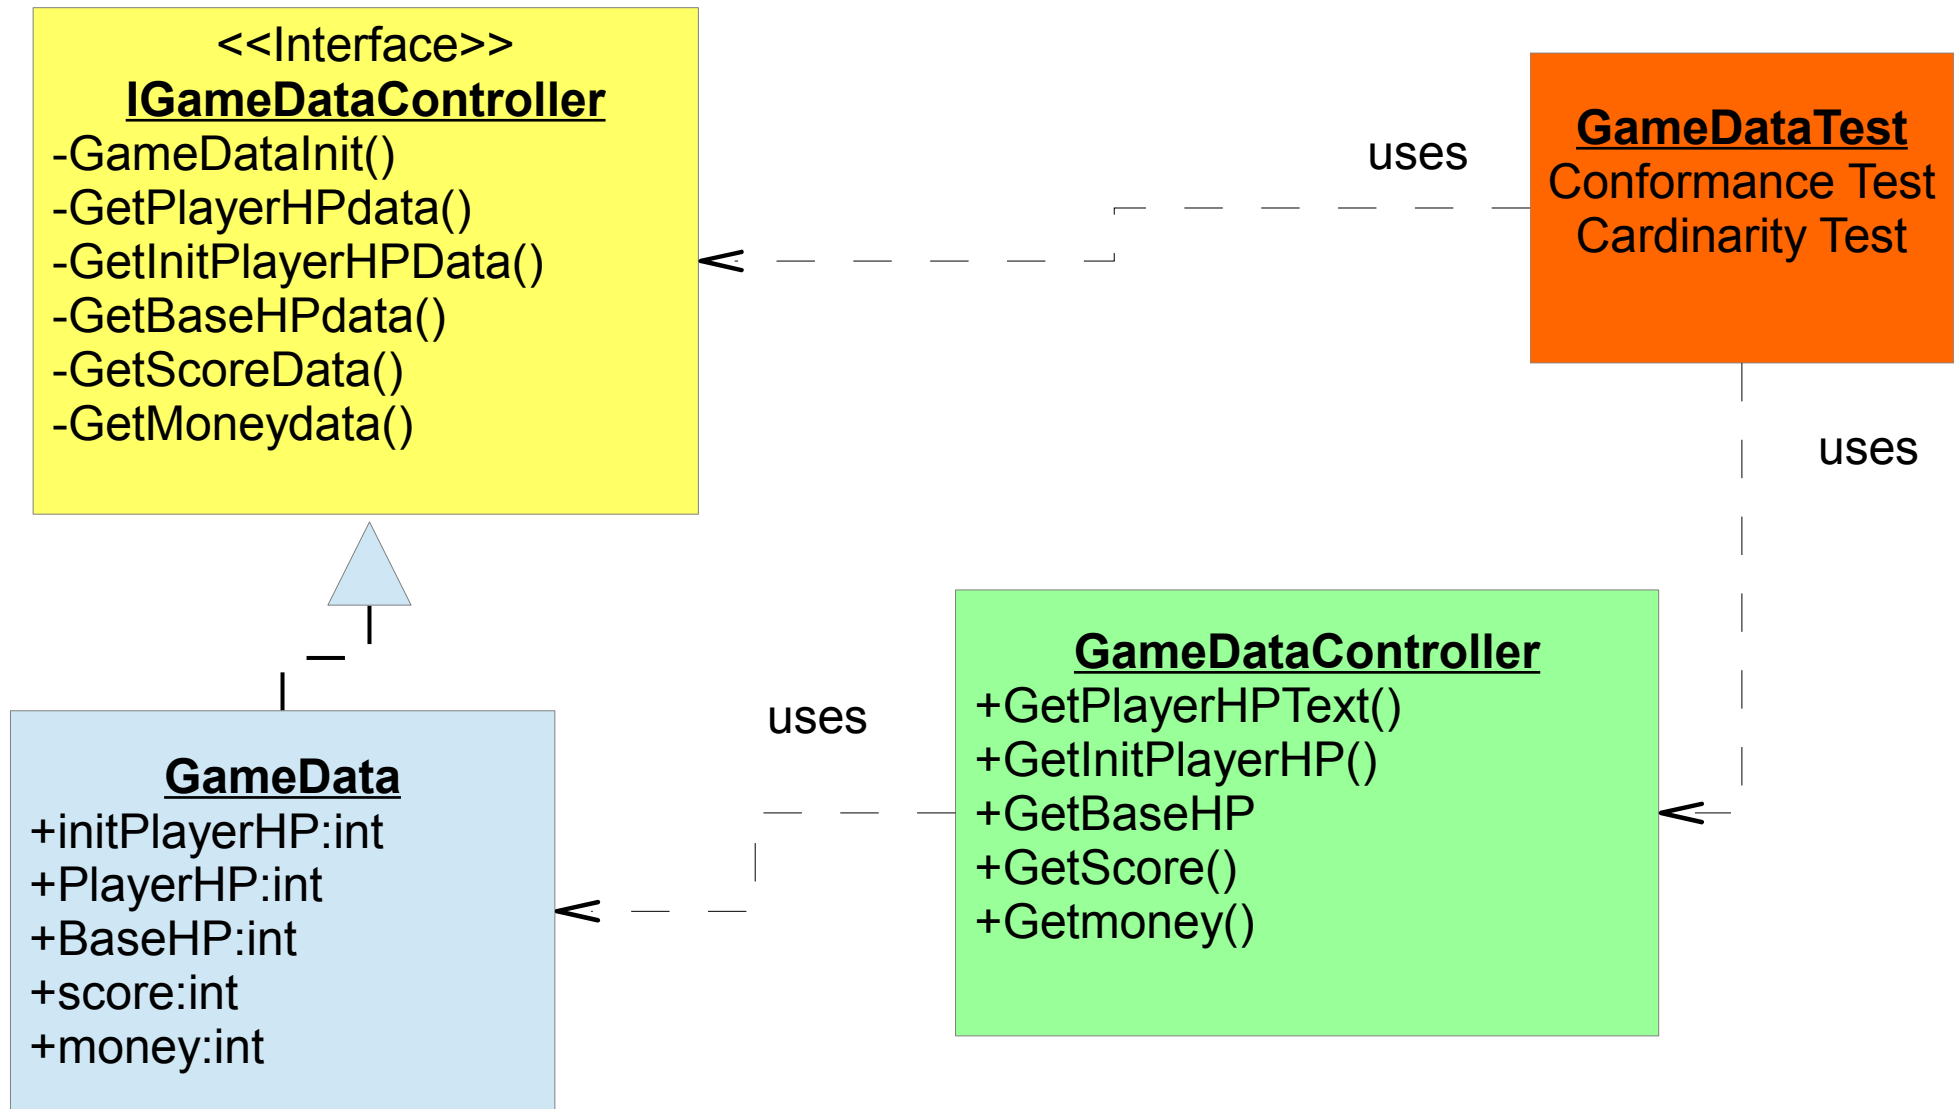 <<Interface>>
IGameDataController
-GameDataInit()
-GetPlayerHPdata()
-GetInitPlayerHPData()
-GetBaseHPdata()
-GetScoreData()
-GetMoneydata()
uses
GameDataTest
Conformance Test
Cardinarity Test
uses
GameData
+initPlayerHP:int
+PlayerHP:int
+BaseHP:int
+score:int
+money:int
uses
GameDataController
+GetPlayerHPText()
+GetInitPlayerHP()
+GetBaseHP
+GetScore()
+Getmoney()